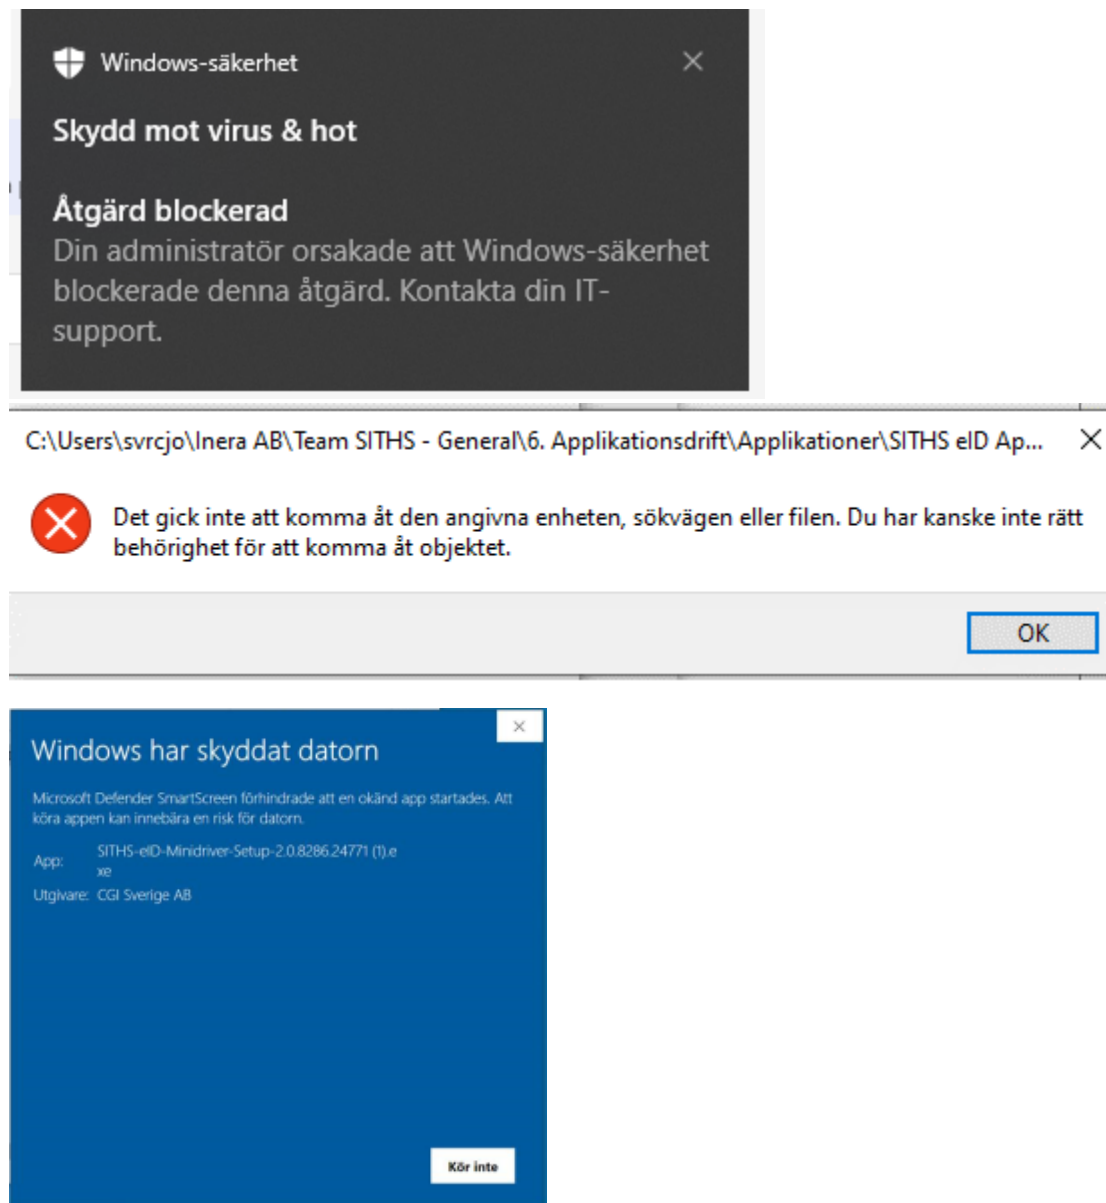 Windows-säkerhet
Skydd mot virus & hot
Åtgärd blockerad
Din administratör orsakade att Windows-säkerhet
blockerade denna åtgärd. Kontakta din IT-
support.
C:\Users\svrcjo\Inera AB\Team SITHS - General\6. Applikationsdrift\Applikationer\SITHS eID Ap...
Det gick inte att komma åt den angivna enheten, sökvägen eller filen. Du har kanske inte rätt
behörighet för att komma åt objektet.
OK
Windows har skyddat datorn
Microsoft Defender SmartScreen förhindrade att en okänd app startades. Att
köra appen kan innebära en risk för datorn.
App: SITHS-eID-Minidriver-Setup-2.0.8286.24771 (1).e
xe
Utgivare: CGI Sverige AB
Kör inte